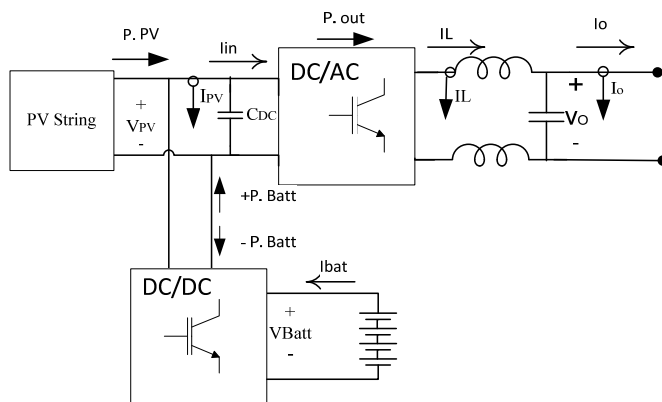 P. PV
Iin
P. out
IL
Io
DC/AC
PV String
+
VPV
-
IPV
CDC
IL
+
Vo
-
Io
+P. Batt
- P. Batt
DC/DC
Ibat
+
VBatt
-